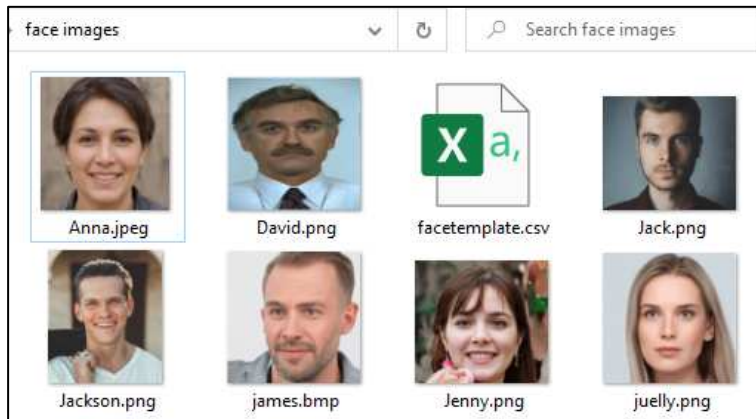 face images
Search face images
X a,
Anna.jpeg
David.png
facetemplate.csv
Jack.png
Jackson.png
james.bmp
Jenny.png
juelly.png